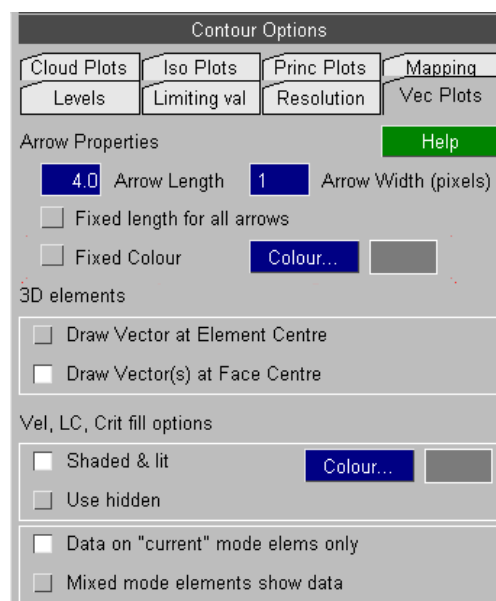 Contour Options
Cloud Plots Iso Plots Princ Plots Mapping
Levels Limiting val Resolution Vec Plots
Arrow Properties Help
4.0 Arrow Length 1 Arrow Width (pixels)
Fixed length for all arrows
Fixed Colour Colour...
3D elements
Draw Vector at Element Centre
Draw Vector(s) at Face Centre
Vel, LC, Crit fill options
Shaded & lit Colour...
Use hidden
Data on "current" mode elems only
Mixed mode elements show data